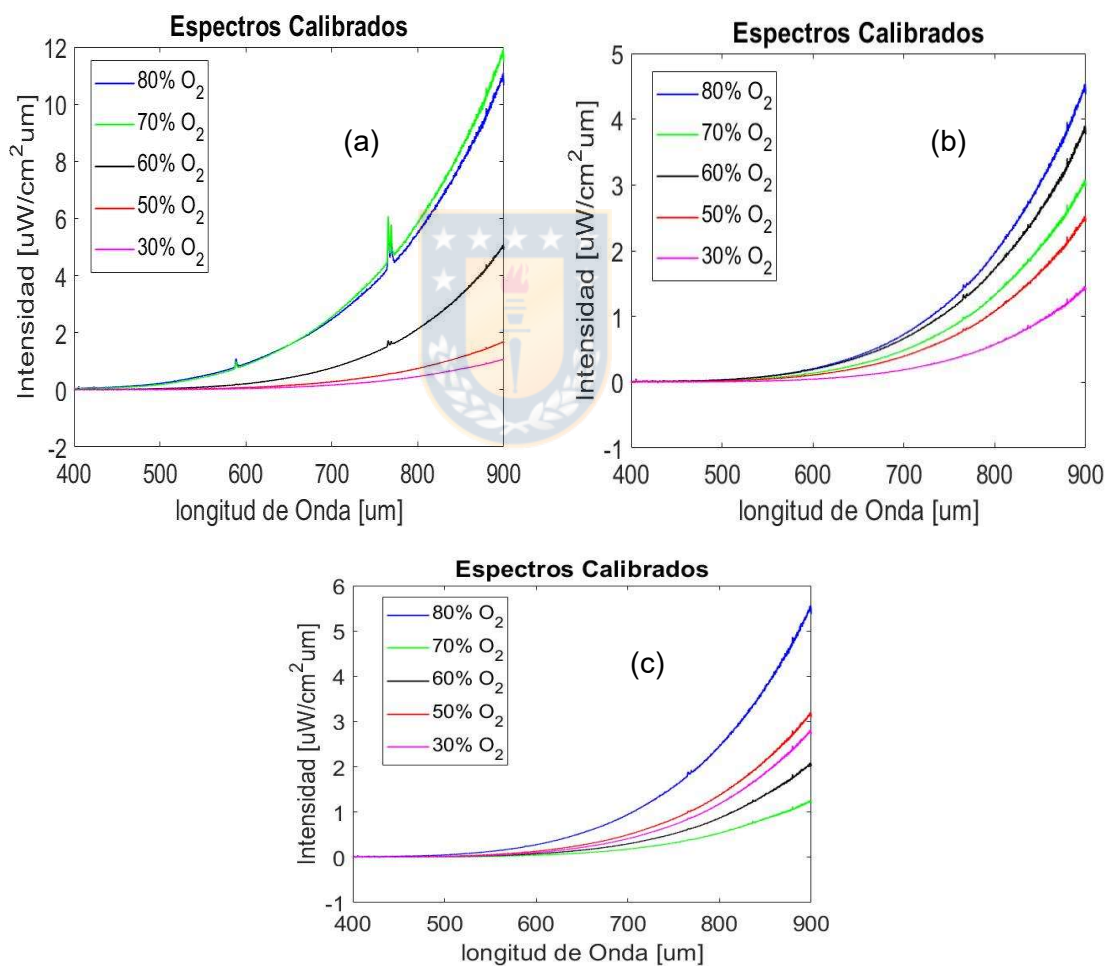 Espectros Calibrados
12
10
8
6
4
2
0
-2
80% O2
70% O2
60% O2
50% O2
30% O2
(a)
Intensidad [uW/cm2um]
400 500 600 700 800 900
longitud de Onda [um]
Espectros Calibrados
5
4
3
2
1
0
-1
80% O2
70% O2
60% O2
50% O2
30% O2
(b)
Intensidad [uW/cm2um]
400 500 600 700 800 900
longitud de Onda [um]
Espectros Calibrados
6
5
4
3
2
1
0
-1
80% O2
70% O2
60% O2
50% O2
30% O2
(c)
Intensidad [uW/cm2um]
400 500 600 700 800 900
longitud de Onda [um]